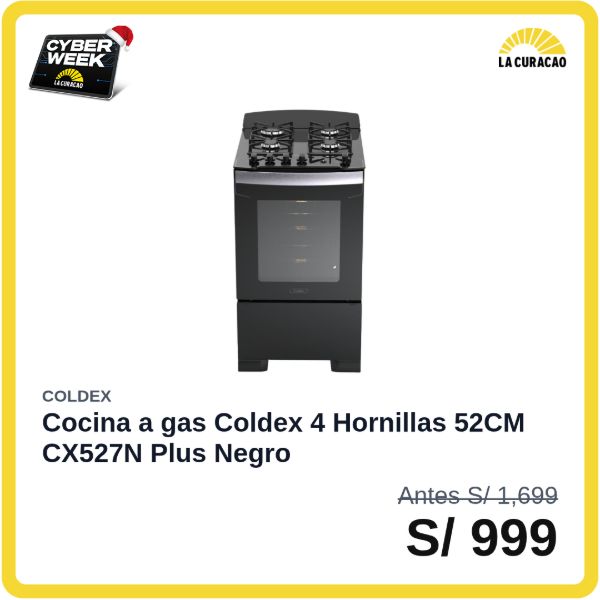 CYBER
WEEK
LA CURACAO
LA CURACAO
COLDEX
Cocina a gas Coldex 4 Hornillas 52CM
CX527N Plus Negro
Antes S/ 1,699
S/ 999